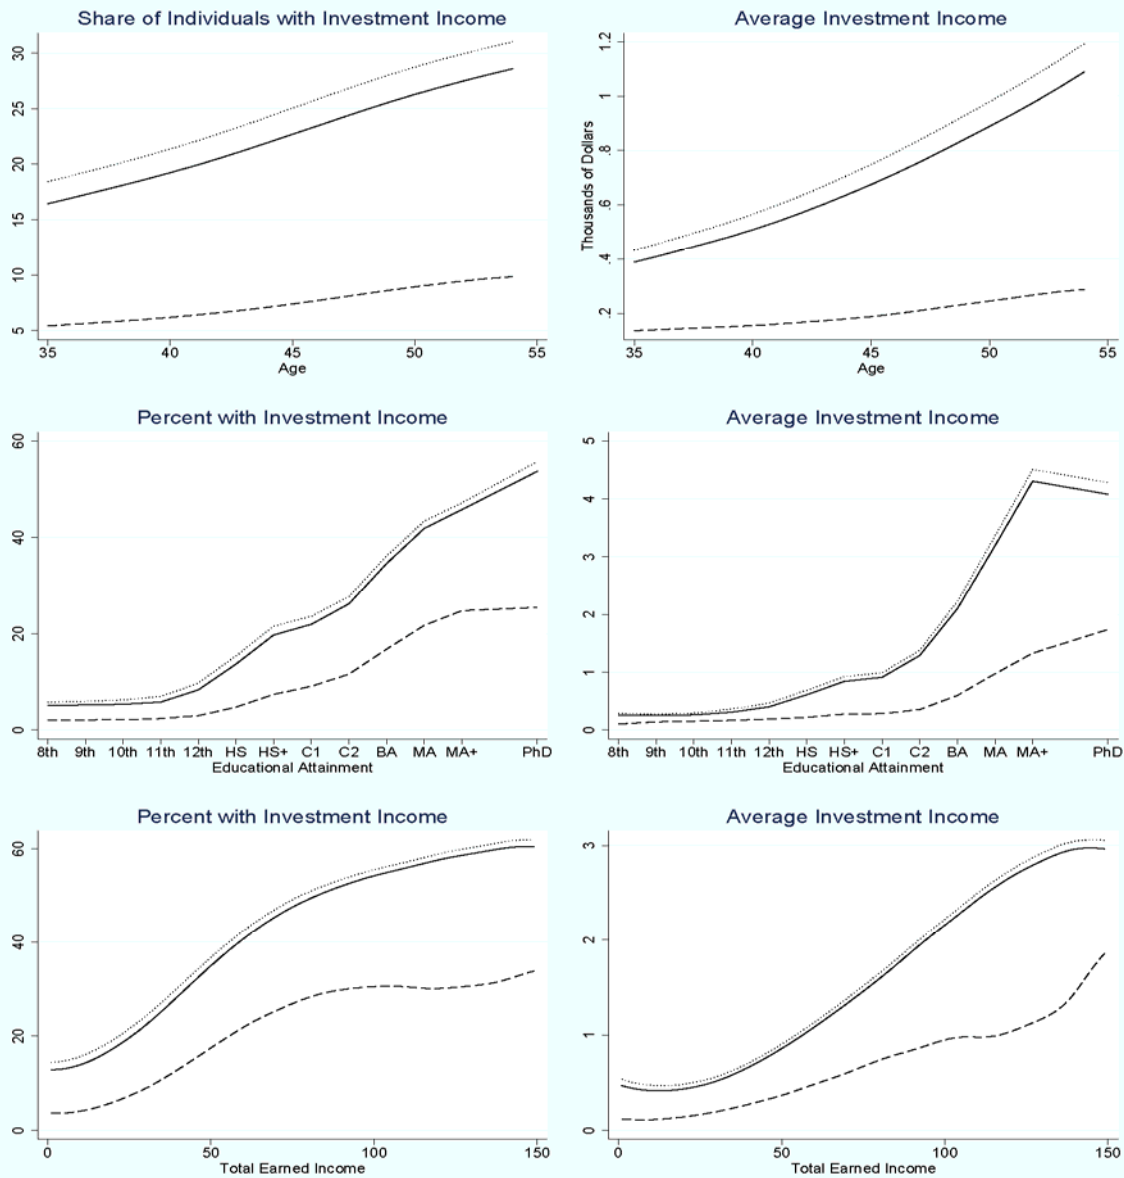 Share of Individuals with Investment Income
30
25
20
15
10
5
35 40 45 50 55
Age
Average Investment Income
1.2
1
.8
.6
.4
.2
Thousands of Dollars
35 40 45 50 55
Age
Percent with Investment Income
60
40
20
0
8th 9th 10th 11th 12th HS HS+ C1 C2 BA MA MA+ PhD
Educational Attainment
Average Investment Income
5
4
3
2
1
0
8th 9th 10th 11th 12th HS HS+ C1 C2 BA MA MA+ PhD
Educational Attainment
Percent with Investment Income
60
40
20
0
0 50 100 150
Total Earned Income
Average Investment Income
3
2
1
0
0 50 100 150
Total Earned Income